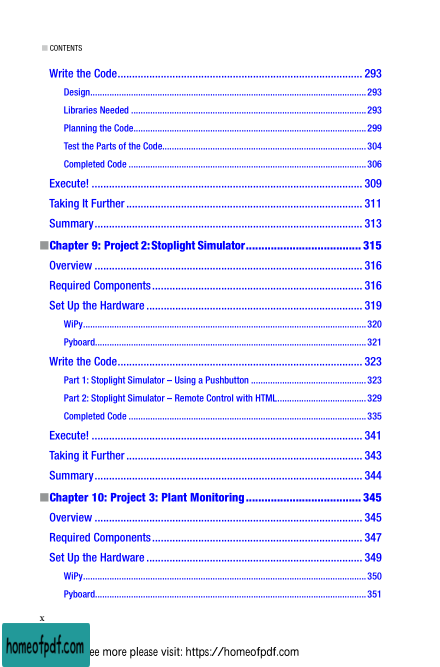 ■ CONTENTS
Write the Code..................................................................................... 293
Design.................................................................................................................... 293
Libraries Needed .................................................................................................. 293
Planning the Code................................................................................................. 299
Test the Parts of the Code..................................................................................... 304
Completed Code ................................................................................................... 306
Execute! .............................................................................................. 309
Taking It Further .................................................................................. 311
Summary............................................................................................. 313
■Chapter 9: Project 2: Stoplight Simulator..................................... 315
Overview ............................................................................................. 316
Required Components......................................................................... 316
Set Up the Hardware ........................................................................... 319
WiPy....................................................................................................................... 320
Pyboard.................................................................................................................. 321
Write the Code..................................................................................... 323
Part 1: Stoplight Simulator – Using a Pushbutton ................................................ 323
Part 2: Stoplight Simulator – Remote Control with HTML..................................... 329
Completed Code ................................................................................................... 335
Execute! .............................................................................................. 341
Taking it Further .................................................................................. 343
Summary............................................................................................. 344
■Chapter 10: Project 3: Plant Monitoring..................................... 345
Overview ............................................................................................. 345
Required Components......................................................................... 347
Set Up the Hardware ........................................................................... 349
WiPy....................................................................................................................... 350
Pyboard.................................................................................................................. 351
x
homeofpdf.com
ee more please visit: https://homeofpdf.com